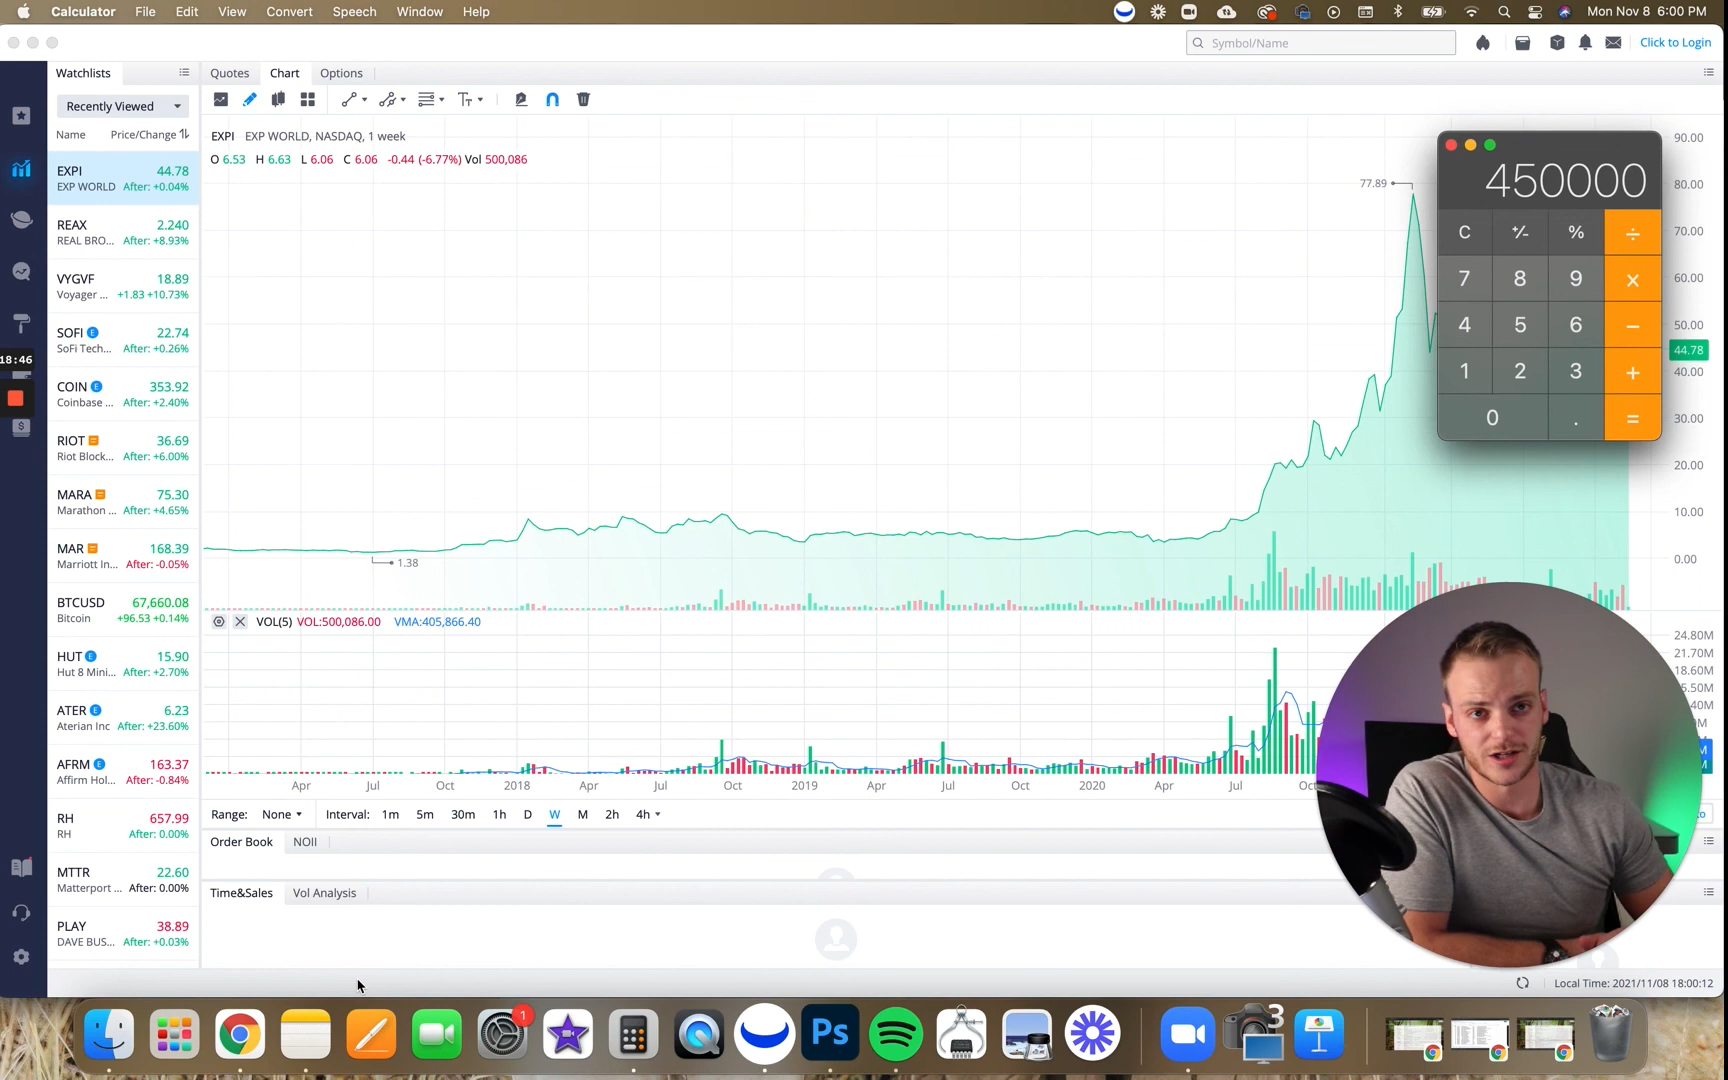 Calculator File Edit View Convert Speech Window Help
Mon Nov 8 6:00 PM
Symbol/Name
Click to Login
Watchlists
Quotes Chart Options
Recently Viewed
Name Price/Change
EXPI 44.78
EXP WORLD After: +0.04%
REAX 2.240
REAL BRO... After: +8.93%
VYGVF 18.89
Voyager ... +1.83 +10.73%
SOFI E 22.74
SoFi Tech... After: +0.26%
COIN E 353.92
Coinbase ... After: +2.40%
RIOT 36.69
Riot Block... After: +6.00%
MARA 75.30
Marathon ... After: +4.65%
MAR 168.39
Marriott In... After: -0.05%
BTCUSD 67,660.08
Bitcoin +96.53 +0.14%
HUT E 15.90
Hut 8 Mini... After: +2.70%
ATER E 6.23
Aterian Inc After: +23.60%
AFRM E 163.37
Affirm Hol... After: -0.84%
RH 657.99
RH After: 0.00%
MTTR 22.60
Matterport ... After: 0.00%
PLAY 38.89
DAVE BUS... After: +0.03%
18:46
EXPI EXP WORLD, NASDAQ, 1 week
O 6.53 H 6.63 L 6.06 C 6.06 -0.44 (-6.77%) Vol 500,086
77.89
1.38
90.00
80.00
70.00
60.00
50.00
44.78
40.00
30.00
20.00
10.00
0.00
450000
C +/- % ÷
7 8 9 ×
4 5 6 −
1 2 3 +
0 . =
VOL(5) VOL:500,086.00 VMA:405,866.40
24.80M
21.70M
18.60M
Apr Jul Oct 2018 Apr Jul Oct 2019 Apr Jul Oct 2020 Apr Jul
Range: None Interval: 1m 5m 30m 1h D W M 2h 4h
Order Book NOII
Time&Sales Vol Analysis
Local Time: 2021/11/08 18:00:12
1
Ps
3